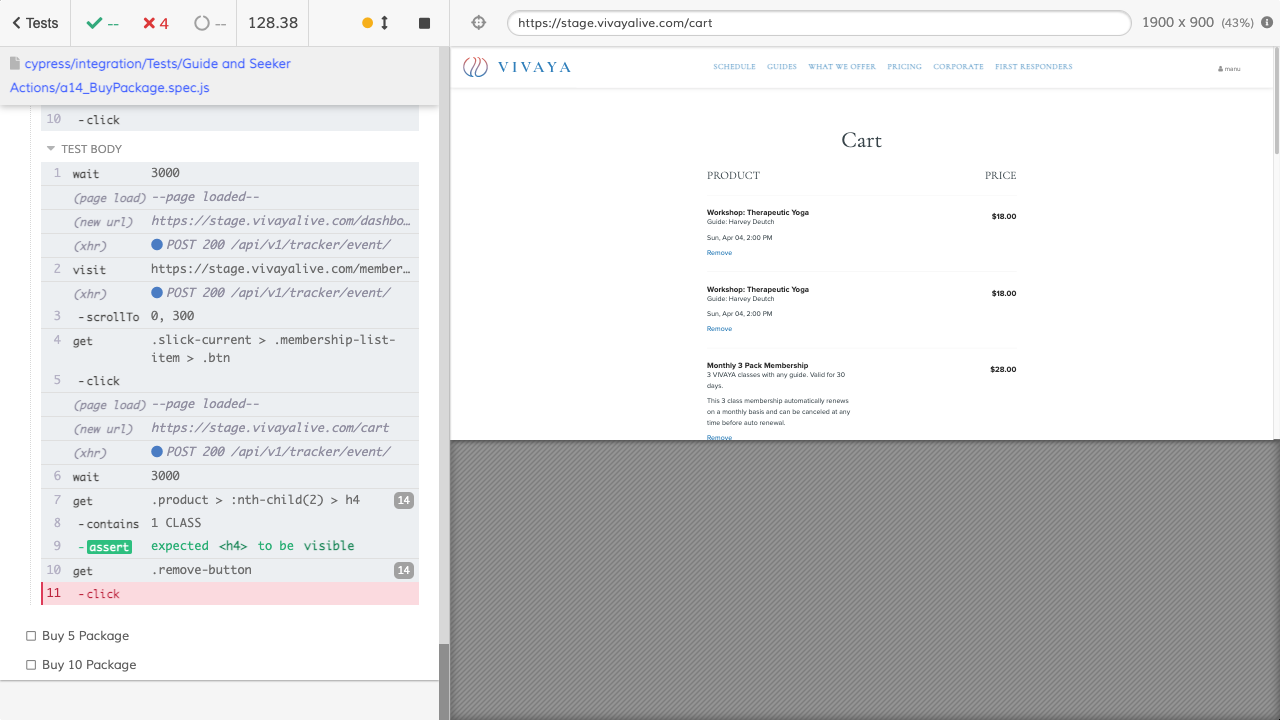 Tests
--
4
--
128.38
https://stage.vivayalive.com/cart
1900 x 900 (43%)
cypress/integration/Tests/Guide and Seeker
Actions/a14_BuyPackage.spec.js
10 -click
TEST BODY
1 wait 3000
(page load) --page loaded--
(new url) https://stage.vivayalive.com/dashbo…
(xhr) POST 200 /api/v1/tracker/event/
2 visit https://stage.vivayalive.com/member…
(xhr) POST 200 /api/v1/tracker/event/
3 -scrollTo 0, 300
4 get .slick-current > .membership-list-
item > .btn
5 -click
(page load) --page loaded--
(new url) https://stage.vivayalive.com/cart
(xhr) POST 200 /api/v1/tracker/event/
6 wait 3000
7 get .product > :nth-child(2) > h4 14
8 -contains 1 CLASS
9 -assert expected <h4> to be visible
10 get .remove-button 14
11 -click
Buy 5 Package
Buy 10 Package
VIVAYA
SCHEDULE GUIDES WHAT WE OFFER PRICING CORPORATE FIRST RESPONDERS
manu
Cart
PRODUCT PRICE
Workshop: Therapeutic Yoga $18.00
Guide: Harvey Deutch
Sun, Apr 04, 2:00 PM
Remove
Workshop: Therapeutic Yoga $18.00
Guide: Harvey Deutch
Sun, Apr 04, 2:00 PM
Remove
Monthly 3 Pack Membership $28.00
3 VIVAYA classes with any guide. Valid for 30
days.
This 3 class membership automatically renews
on a monthly basis and can be canceled at any
time before auto renewal.
Remove